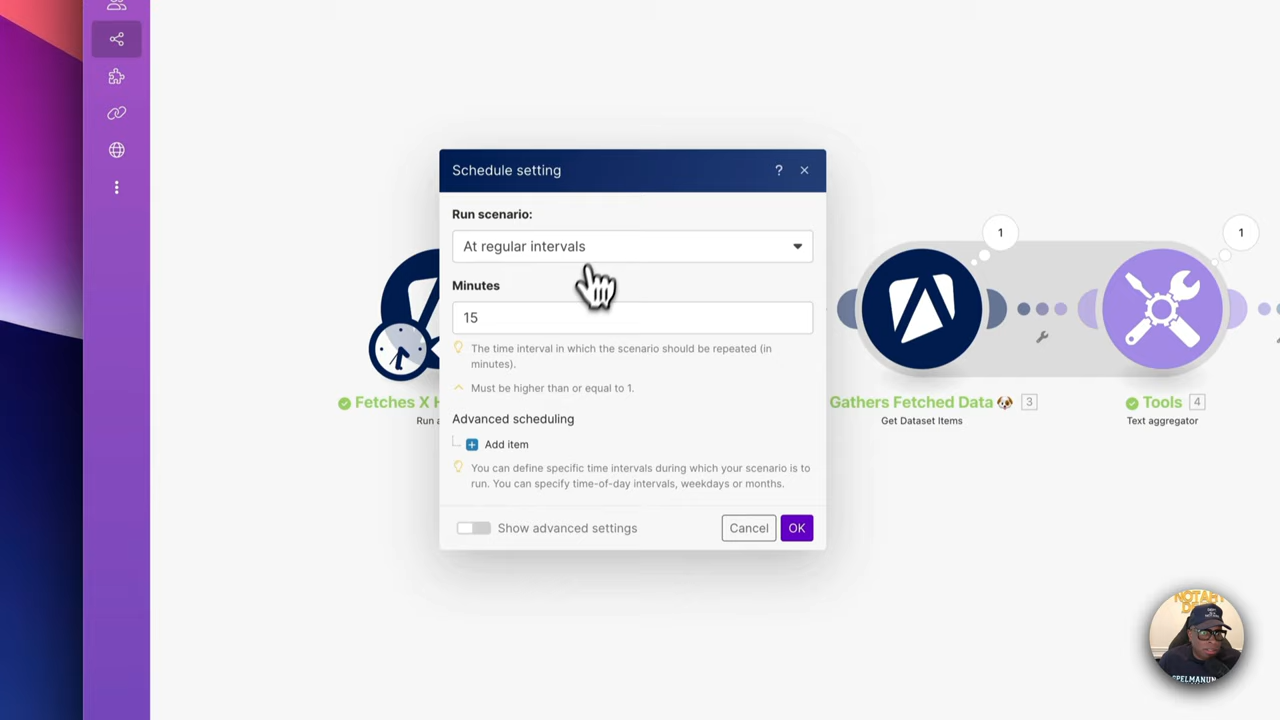 Schedule setting
?
Run scenario:
At regular intervals
Minutes
15
The time interval in which the scenario should be repeated (in
minutes).
Must be higher than or equal to 1.
Advanced scheduling
Add item
You can define specific time intervals during which your scenario is to
run. You can specify time-of-day intervals, weekdays or months.
Show advanced settings
Cancel
OK
Fetches X
Run
1
Gathers Fetched Data 🐶 3
Get Dataset Items
1
Tools 4
Text aggregator
SPELMANUN